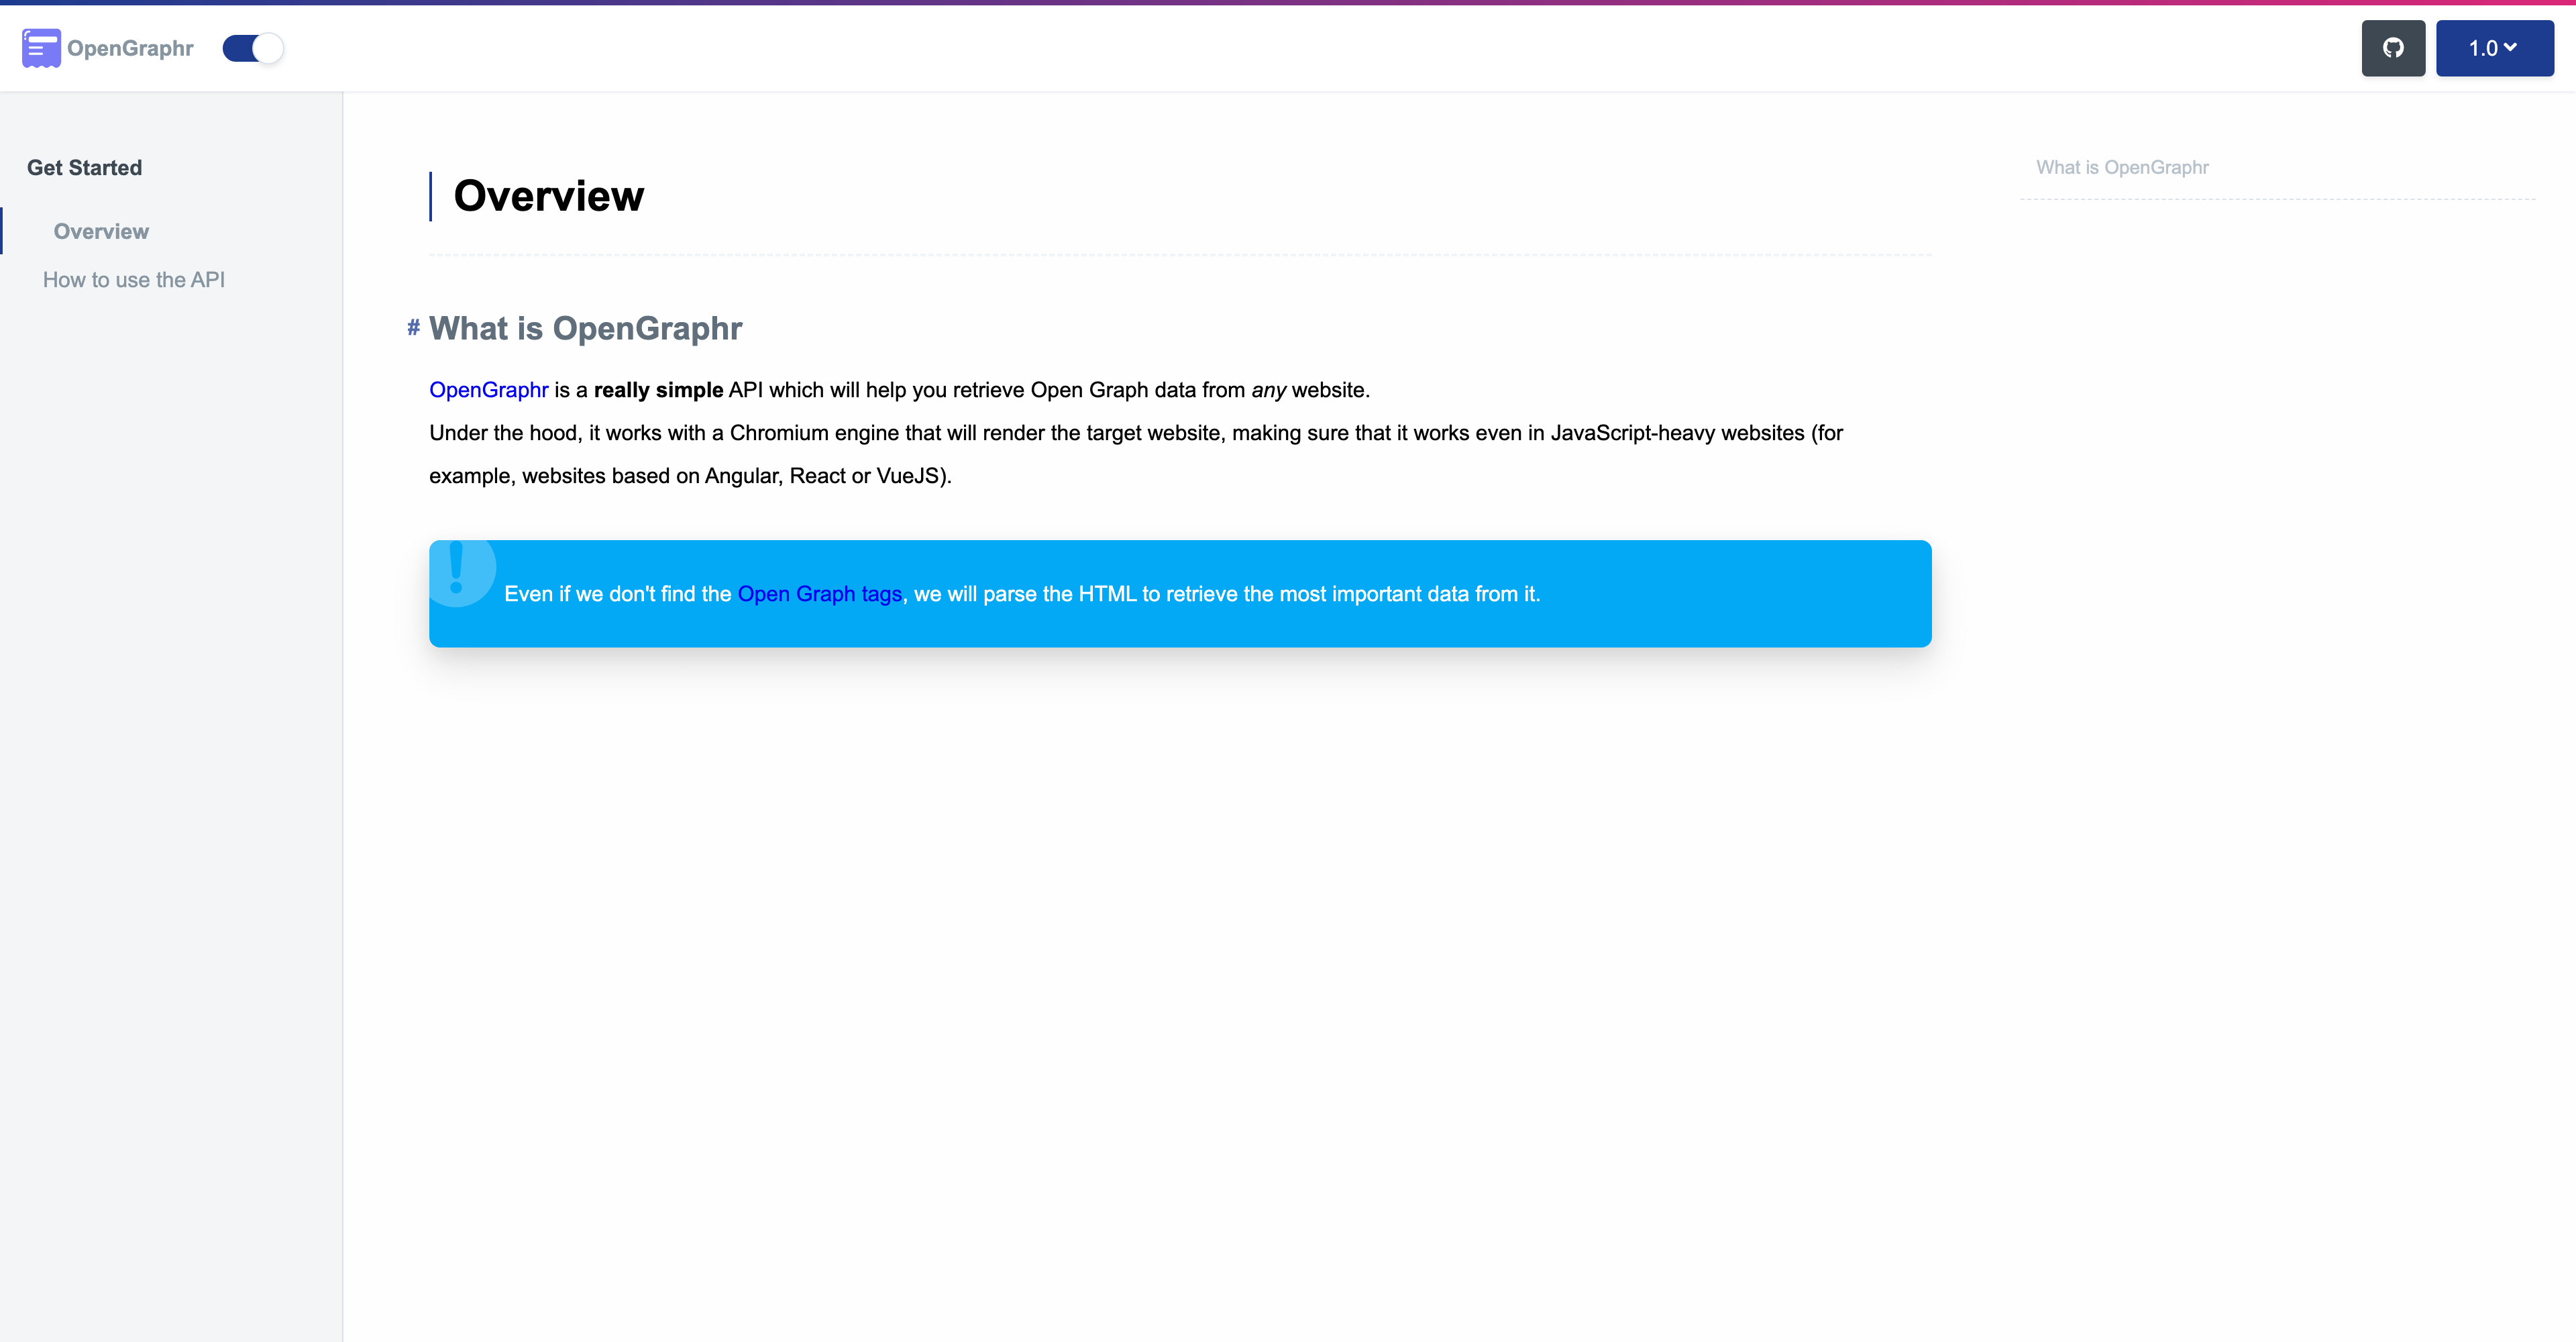 OpenGraphr
1.0
Get Started
Overview
How to use the API
Overview
# What is OpenGraphr
OpenGraphr is a really simple API which will help you retrieve Open Graph data from any website.
Under the hood, it works with a Chromium engine that will render the target website, making sure that it works even in JavaScript-heavy websites (for
example, websites based on Angular, React or VueJS).
Even if we don't find the Open Graph tags, we will parse the HTML to retrieve the most important data from it.
What is OpenGraphr